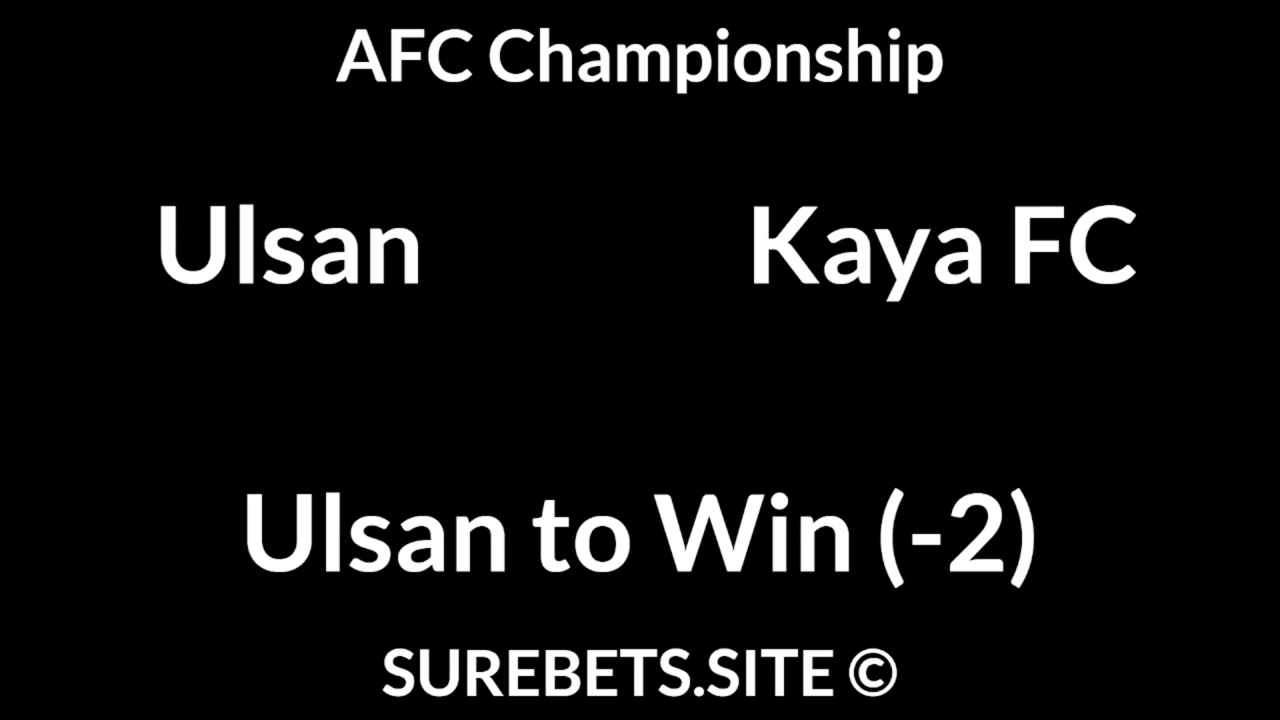 AFC Championship
Ulsan Kaya FC
Ulsan to Win (-2)
SUREBETS.SITE ©